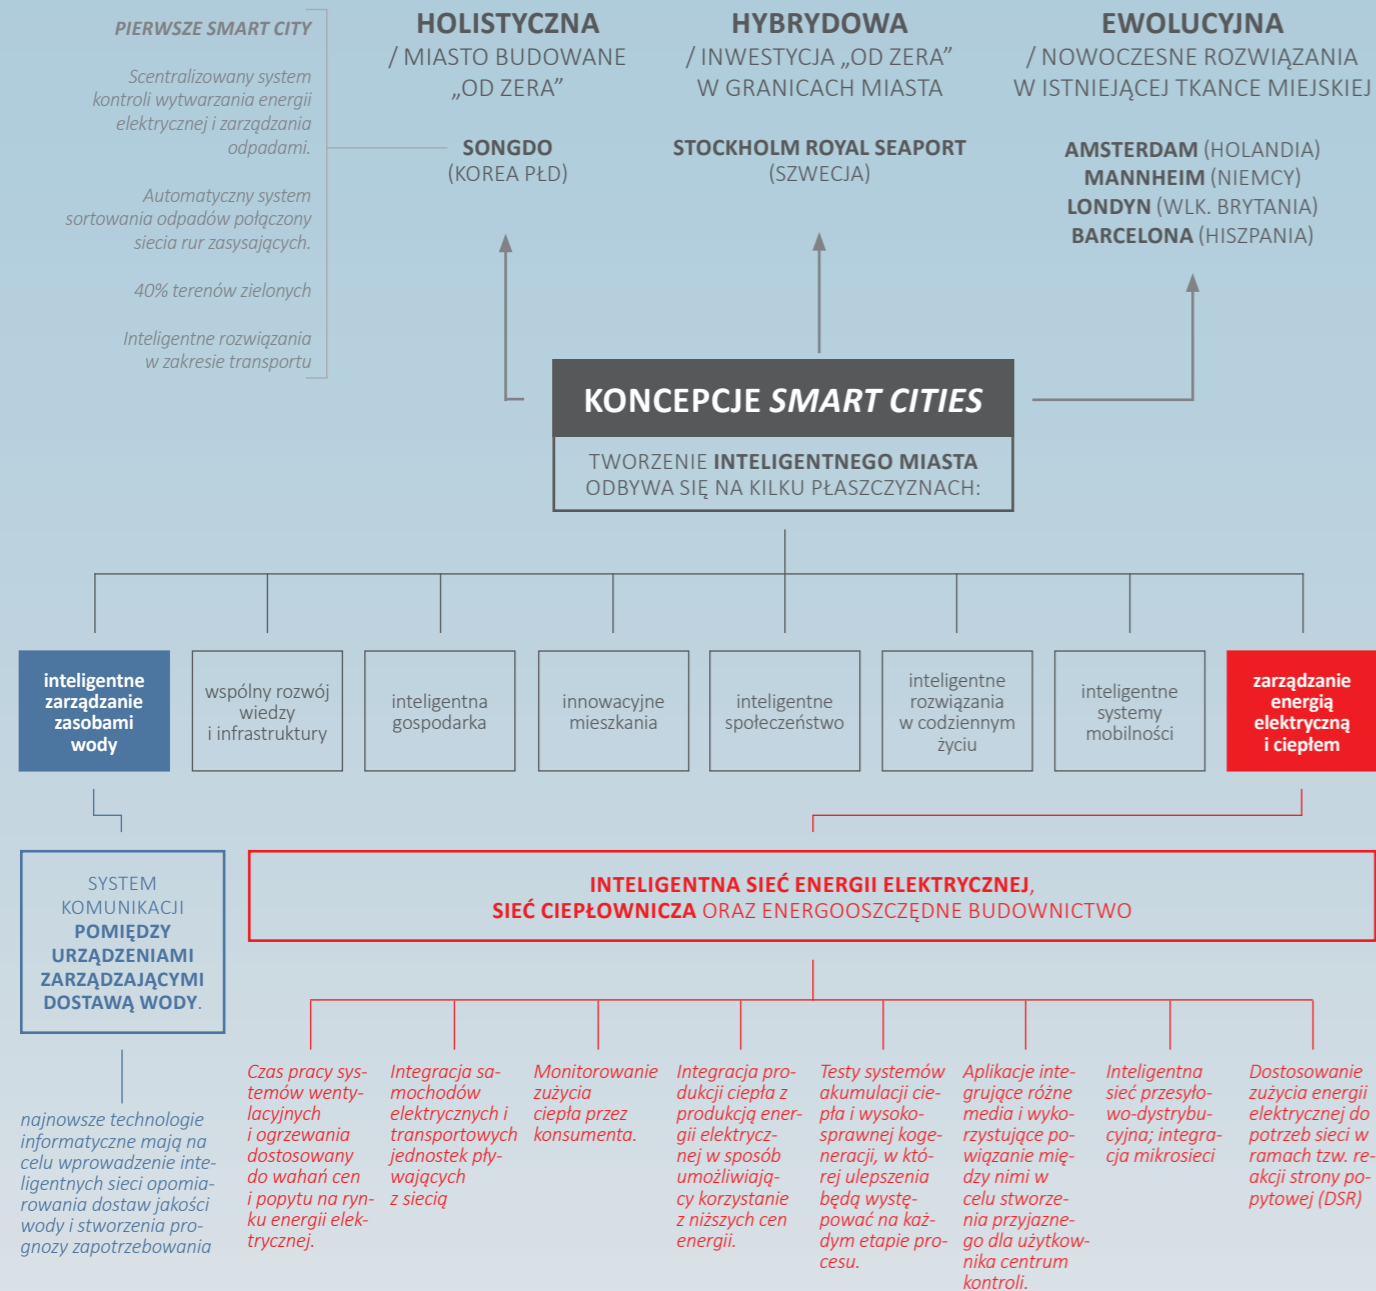 PIERWSZE SMART CITY
Scentralizowany system
kontroli wytwarzania energii
elektrycznej i zarządzania
odpadami.
Automatyczny system
sortowania odpadów połączony
siecia rur zasysających.
40% terenów zielonych
Inteligentne rozwiązania
w zakresie transportu
HOLISTYCZNA
/ MIASTO BUDOWANE
„OD ZERA”
SONGDO
(KOREA PŁD)
HYBRYDOWA
/ INWESTYCJA „OD ZERA”
W GRANICACH MIASTA
STOCKHOLM ROYAL SEAPORT
(SZWECJA)
EWOLUCYJNA
/ NOWOCZESNE ROZWIĄZANIA
W ISTNIEJĄCEJ TKANCE MIEJSKIEJ
AMSTERDAM (HOLANDIA)
MANNHEIM (NIEMCY)
LONDYN (WLK. BRYTANIA)
BARCELONA (HISZPANIA)
KONCEPCJE SMART CITIES
TWORZENIE INTELIGENTNEGO MIASTA
ODBYWA SIĘ NA KILKU PŁASZCZYZNACH:
inteligentne
zarządzanie
zasobami
wody
wspólny rozwój
wiedzy
i infrastruktury
inteligentna
gospodarka
innowacyjne
mieszkania
inteligentne
społeczeństwo
inteligentne
rozwiązania
w codziennym
życiu
inteligentne
systemy
mobilności
zarządzanie
energią
elektryczną
i ciepłem
SYSTEM
KOMUNIKACJI
POMIĘDZY
URZĄDZENIAMI
ZARZĄDZAJĄCYMI
DOSTAWĄ WODY.
INTELIGENTNA SIEĆ ENERGII ELEKTRYCZNEJ,
SIEĆ CIEPŁOWNICZA ORAZ ENERGOOSZCZĘDNE BUDOWNICTWO
najnowsze technologie
informatyczne mają na
celu wprowadzenie inte-
ligentnych sieci opomia-
rowania dostaw jakości
wody i stworzenia pro-
gnozy zapotrzebowania
Czas pracy sys-
temów wenty-
lacyjnych
i ogrzewania
dostosowany
do wahań cen
i popytu na ryn-
ku energii elek-
trycznej.
Integracja sa-
mochodów
elektrycznych i
transportowych
jednostek pły-
wających
z siecią
Monitorowanie
zużycia
ciepła przez
konsumenta.
Integracja pro-
dukcji ciepła z
produkcją ener-
gii elektrycz-
nej w sposób
umożliwiają-
cy korzystanie
z niższych cen
energii.
Testy systemów
akumulacji cie-
pła i wysoko-
sprawnej koge-
neracji, w któ-
rej ulepszenia
będą wystę-
pować na każ-
dym etapie pro-
cesu.
Aplikacje inte-
grujące różne
media i wyko-
rzystujące po-
wiązanie mię-
dzy nimi w
celu stworze-
nia przyjazne-
go dla użytkow-
nika centrum
kontroli.
Inteligentna
sieć przesyło-
wo-dystrybu-
cyjna; integra-
cja mikrosieci
Dostosowanie
zużycia energii
elektrycznej do
potrzeb sieci w
ramach tzw. re-
akcji strony po-
pytowej (DSR)